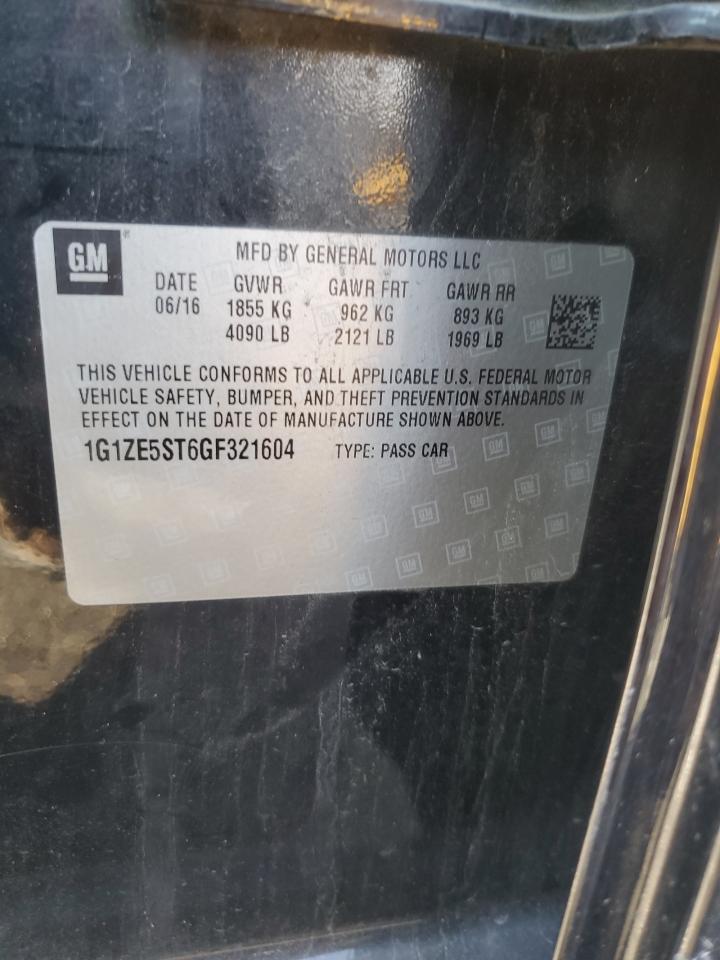 GM
MFD BY GENERAL MOTORS LLC
DATE GVWR GAWR FRT GAWR RR
06/16 1855 KG 962 KG 893 KG
4090 LB 2121 LB 1969 LB
THIS VEHICLE CONFORMS TO ALL APPLICABLE U.S. FEDERAL MOTOR
VEHICLE SAFETY, BUMPER, AND THEFT PREVENTION STANDARDS IN
EFFECT ON THE DATE OF MANUFACTURE SHOWN ABOVE.
1G1ZE5ST6GF321604 TYPE: PASS CAR